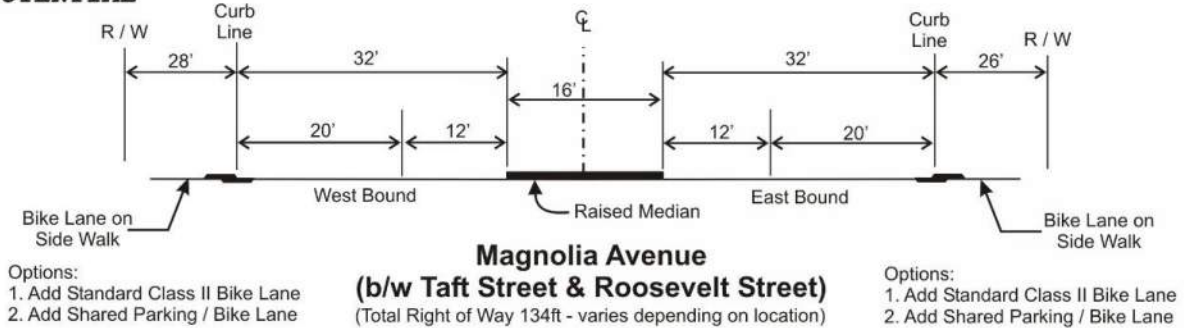 R / W
Curb
Line
℄
Curb
Line
R / W
28'
32'
16'
32'
26'
20'
12'
12'
20'
West Bound
East Bound
Raised Median
Bike Lane on
Side Walk
Bike Lane on
Side Walk
Magnolia Avenue
(b/w Taft Street & Roosevelt Street)
(Total Right of Way 134ft - varies depending on location)
Options:
1. Add Standard Class II Bike Lane
2. Add Shared Parking / Bike Lane
Options:
1. Add Standard Class II Bike Lane
2. Add Shared Parking / Bike Lane